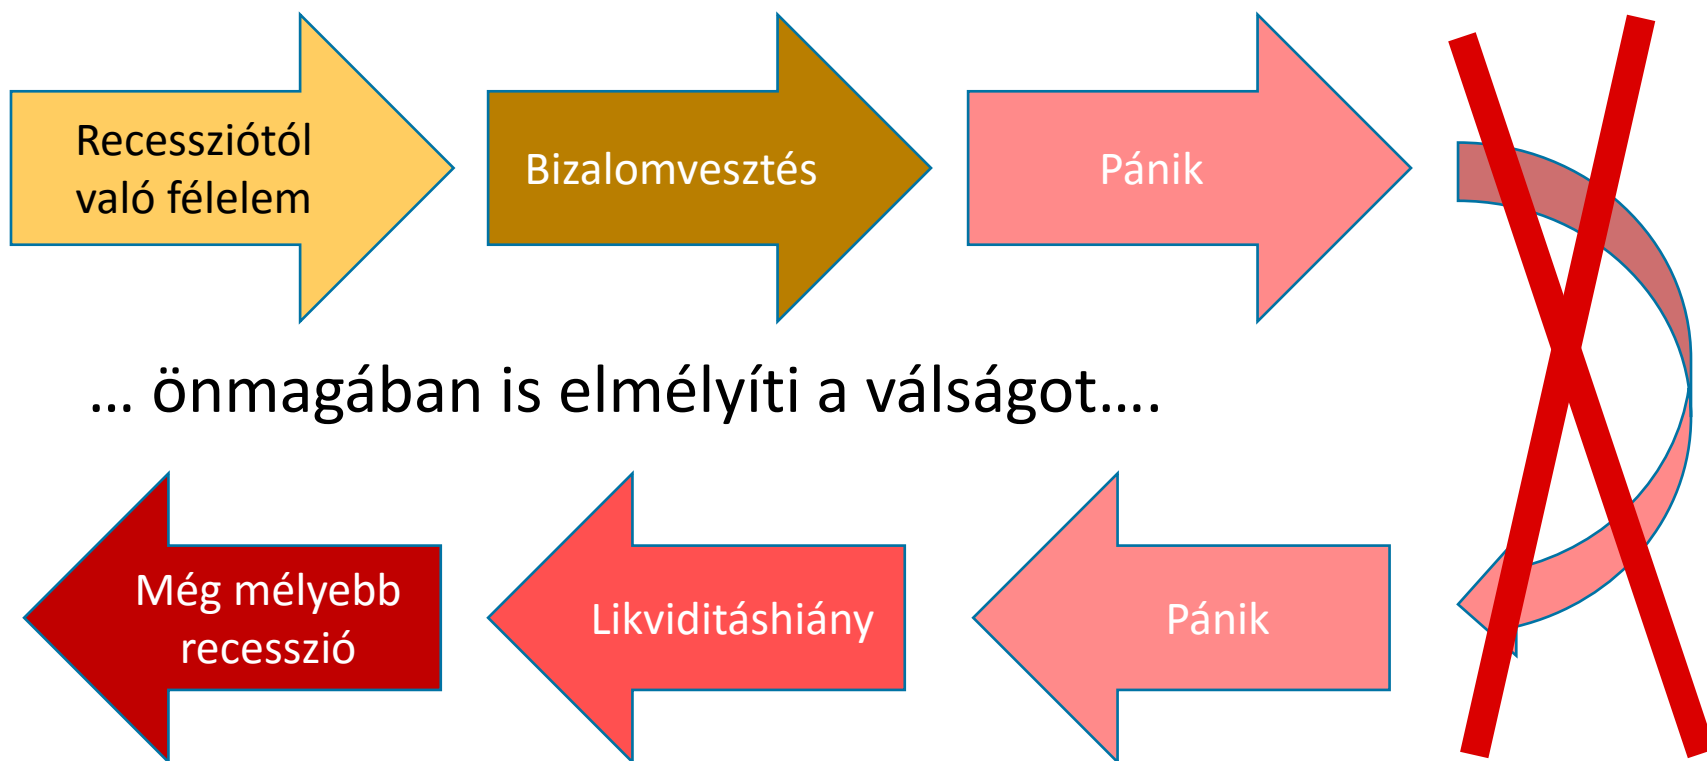 Recessziótól
való félelem
Bizalomvesztés
Pánik
... önmagában is elmélyíti a válságot....
Még mélyebb
recesszió
Likviditáshiány
Pánik